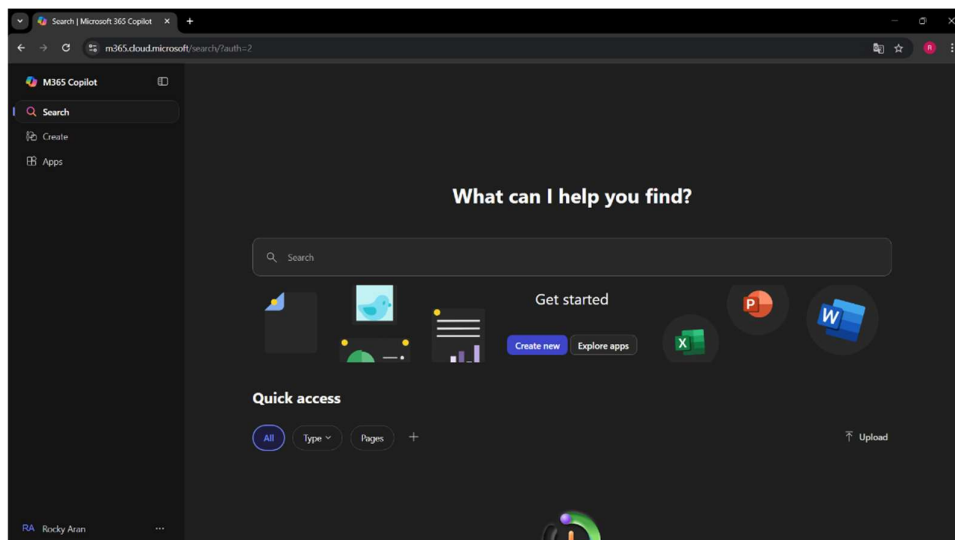 Search | Microsoft 365 Copilot
m365.cloud.microsoft/search/?auth=2
R
M365 Copilot
Search
Create
Apps
What can I help you find?
Search
Get started
Create new
Explore apps
P
W
X
Quick access
All
Type
Pages
Upload
RA Rocky Aran